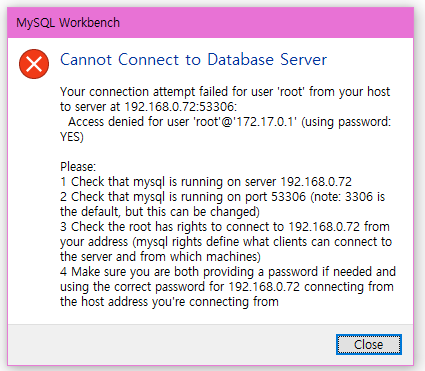 MySQL Workbench
Cannot Connect to Database Server
Your connection attempt failed for user 'root' from your host
to server at 192.168.0.72:53306:
Access denied for user 'root'@'172.17.0.1' (using password:
YES)
Please:
1 Check that mysql is running on server 192.168.0.72
2 Check that mysql is running on port 53306 (note: 3306 is
the default, but this can be changed)
3 Check the root has rights to connect to 192.168.0.72 from
your address (mysql rights define what clients can connect
to the server and from which machines)
4 Make sure you are both providing a password if needed and
using the correct password for 192.168.0.72 connecting from
the host address you're connecting from
Close